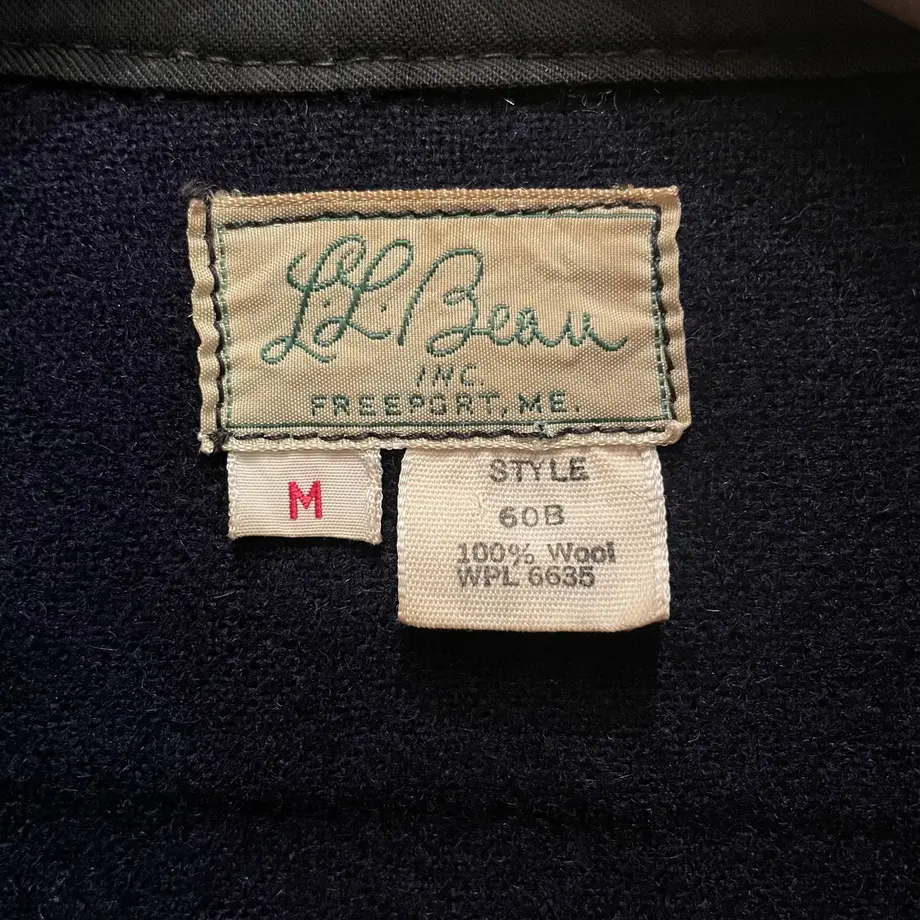 L.L. Bean
INC.
FREEPORT, ME.
M
STYLE
60B
100% Wool
WPL 6635